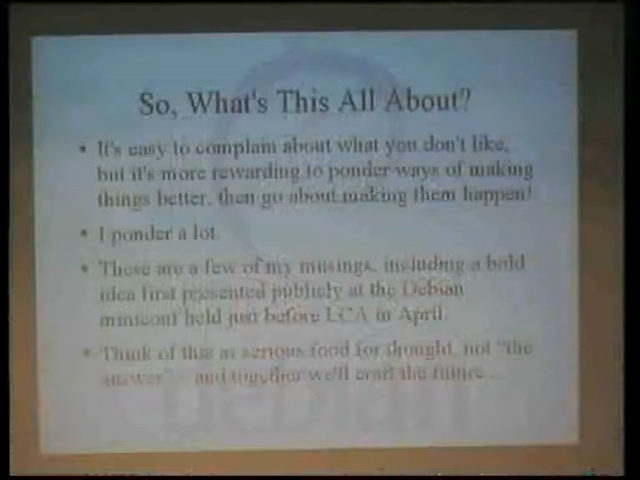 So, What's This All About?
• It's easy to complain about what you don't like,
but it's more rewarding to ponder ways of making
things better, then go about making them happen!
• I ponder a lot.
• These are a few of my musings, including a bold
idea first presented publicly at the Debian
miniconf held just before LCA in April.
• Think of this as serious food for thought, not "the
answer"... and together we'll craft the future...
debian